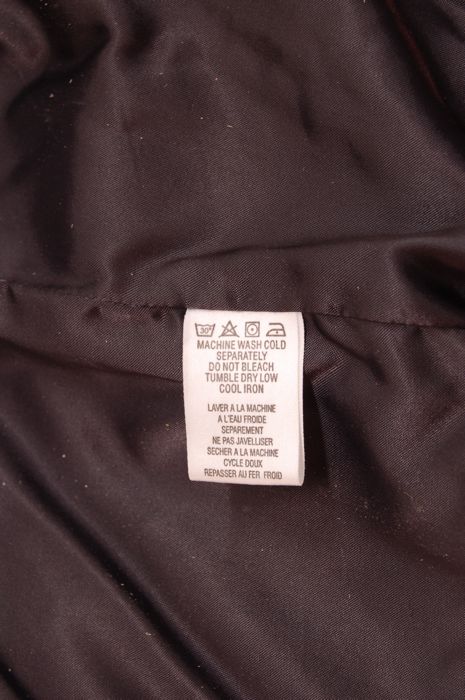 30°
MACHINE WASH COLD
SEPARATELY
DO NOT BLEACH
TUMBLE DRY LOW
COOL IRON
LAVER A LA MACHINE
A L'EAU FROIDE
SEPAREMENT
NE PAS JAVELLISER
SECHER A LA MACHINE
CYCLE DOUX
REPASSER AU FER FROID